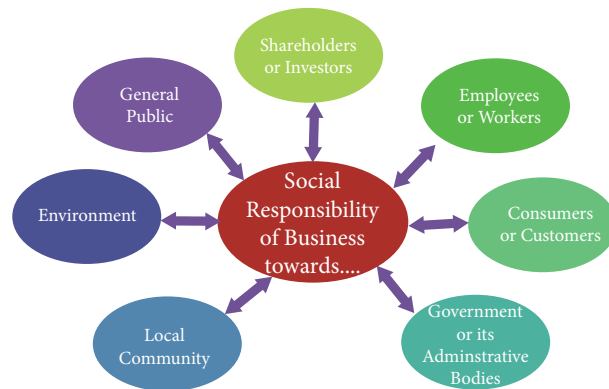 Shareholders
or Investors
General
Public
Employees
or Workers
Social
Responsibility
of Business
towards....
Environment
Consumers
or Customers
Local
Community
Government
or its
Adminstrative
Bodies